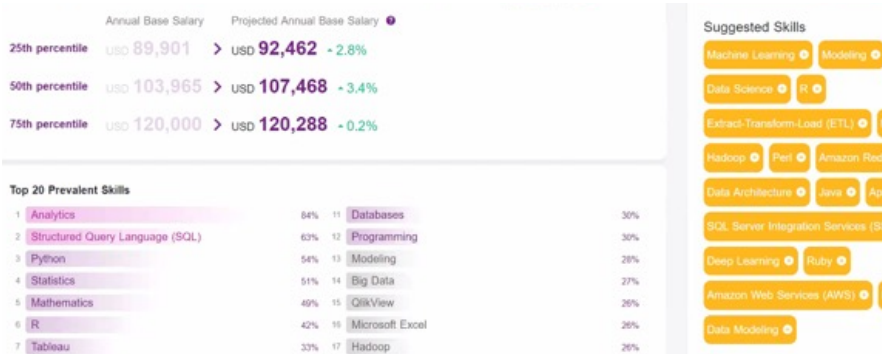 Annual Base Salary Projected Annual Base Salary ?
25th percentile USD 89,901 > USD 92,462 - 2.8%
50th percentile USD 103,965 > USD 107,468 - 3.4%
75th percentile USD 120,000 > USD 120,288 - 0.2%
Top 20 Prevalent Skills
1 Analytics 84%
2 Structured Query Language (SQL) 63%
3 Python 54%
4 Statistics 51%
5 Mathematics 49%
6 R 42%
7 Tableau 33%
11 Databases 30%
12 Programming 30%
13 Modeling 28%
14 Big Data 27%
15 QlikView 26%
16 Microsoft Excel 26%
17 Hadoop 26%
Suggested Skills
Machine Learning Modeling
Data Science R
Extract-Transform-Load (ETL)
Hadoop Perl Amazon Red
Data Architecture Java Ap
SQL Server Integration Services (S
Deep Learning Ruby
Amazon Web Services (AWS)
Data Modeling